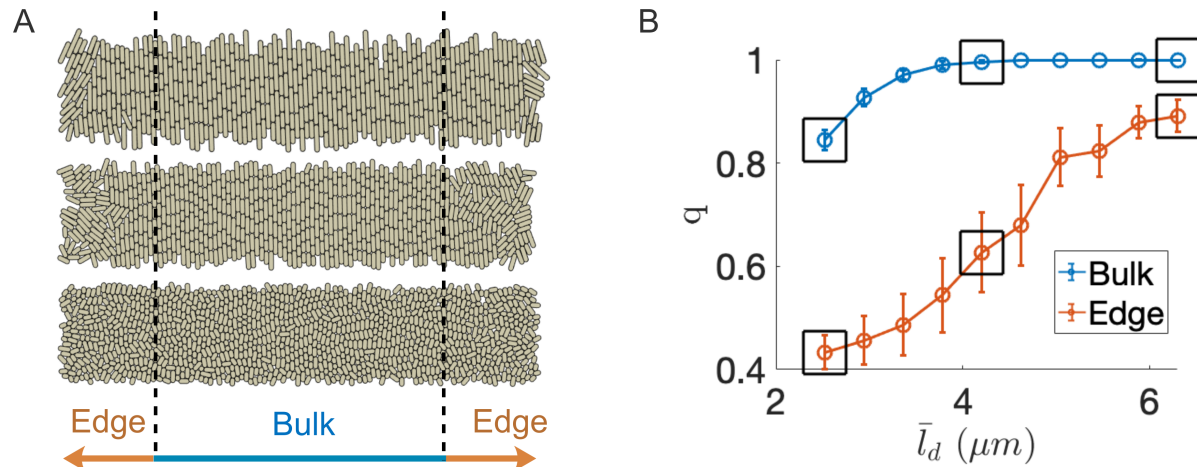 A
Edge
Bulk
Edge
B
q
1
0.8
0.6
0.4
2
4
6
l̄_d (μm)
Bulk
Edge